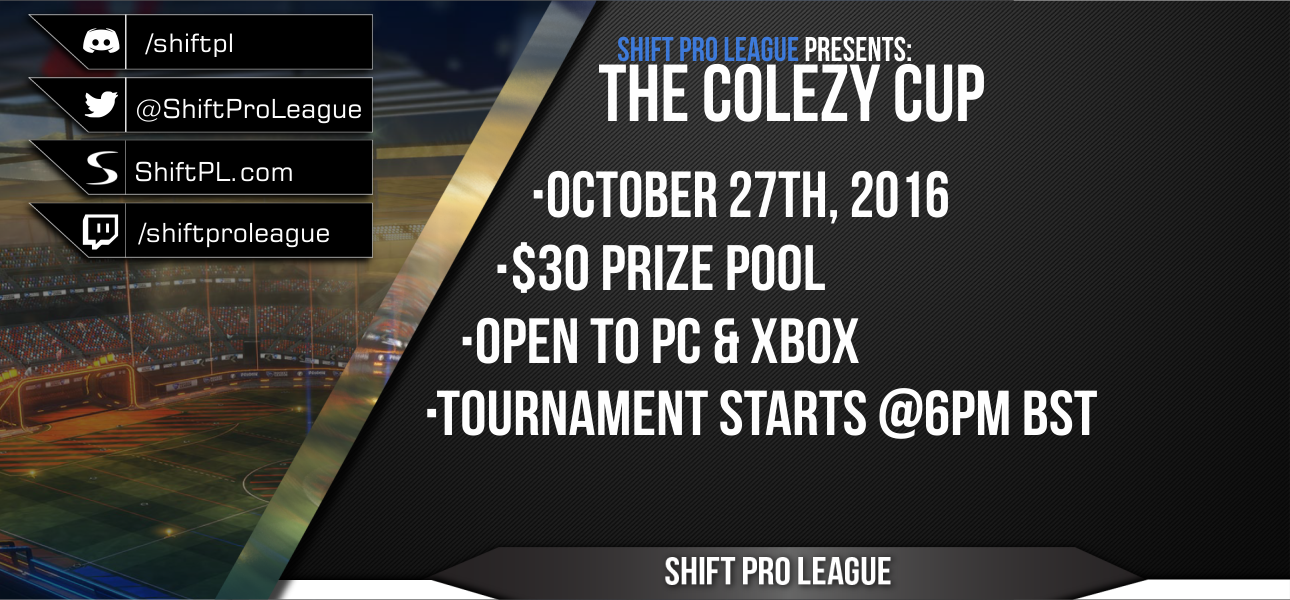 /shiftpl
@ShiftProLeague
ShiftPL.com
/shiftproleague
SHIFT PRO LEAGUE PRESENTS:
THE COLEZY CUP
·OCTOBER 27TH, 2016
·$30 PRIZE POOL
·OPEN TO PC & XBOX
·TOURNAMENT STARTS @6PM BST
SHIFT PRO LEAGUE